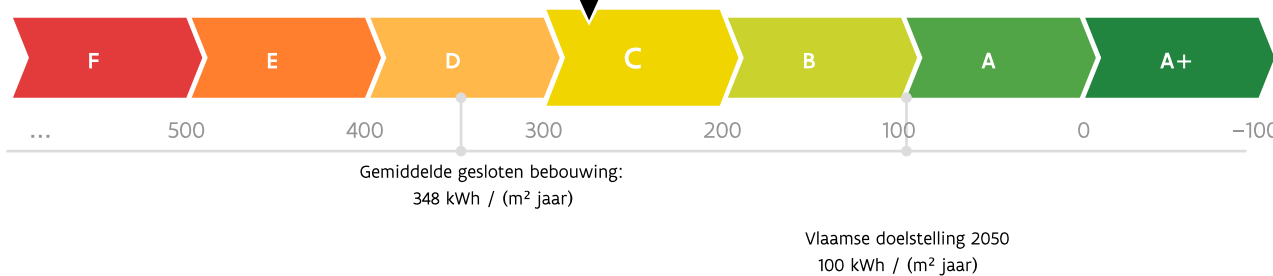 F E D C B A A+
... 500 400 300 200 100 0 –100
Gemiddelde gesloten bebouwing:
348 kWh / (m² jaar)
Vlaamse doelstelling 2050
100 kWh / (m² jaar)